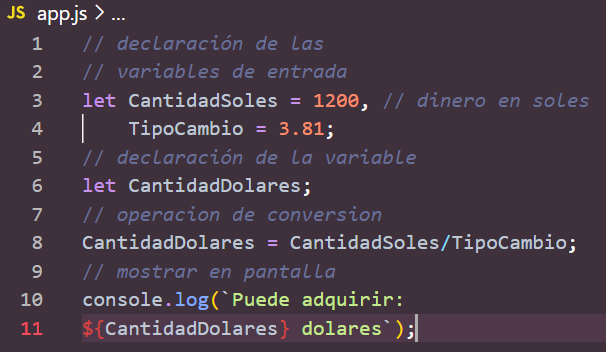 JS app.js > ...
1 // declaración de las
2 // variables de entrada
3 let CantidadSoles = 1200, // dinero en soles
4 TipoCambio = 3.81;
5 // declaración de la variable
6 let CantidadDolares;
7 // operacion de conversion
8 CantidadDolares = CantidadSoles/TipoCambio;
9 // mostrar en pantalla
10 console.log(`Puede adquirir:
11 ${CantidadDolares} dolares`);